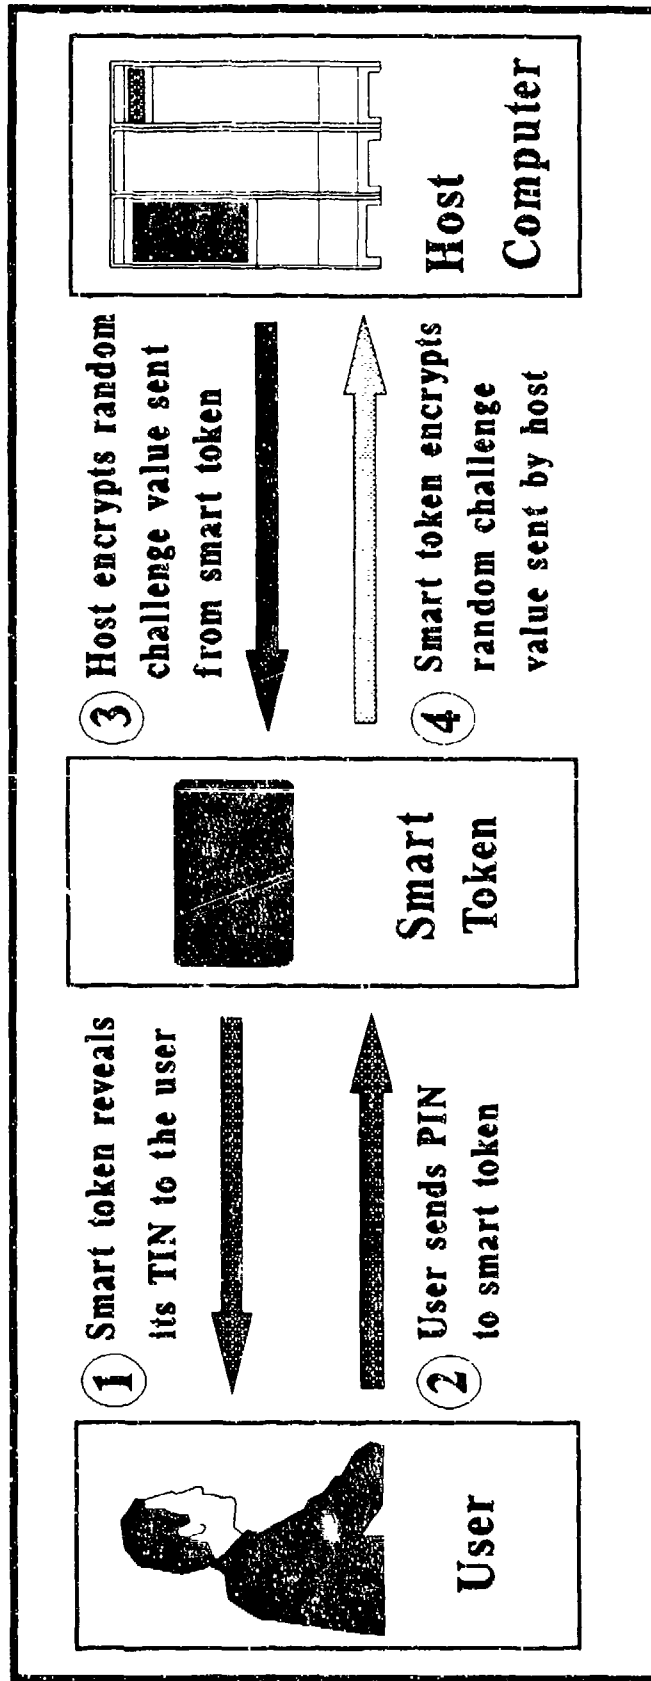 1
Smart token reveals
its TIN to the user
2
User sends PIN
to smart token
3
Host encrypts random
challenge value sent
from smart token
4
Smart token encrypts
random challenge
value sent by host
User
Smart
Token
Host
Computer